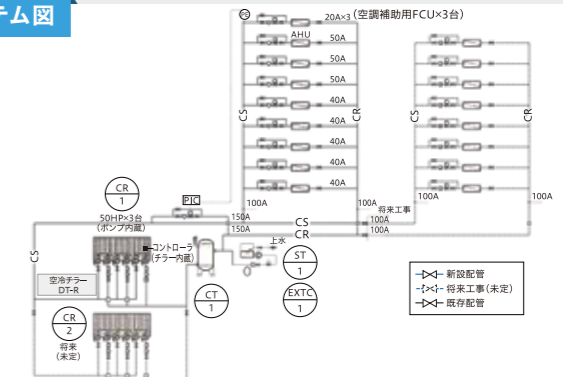 テム図
PE
20A×3
(空調補助用FCU×3台)
AHU
50A
50A
50A
40A
40A
40A
40A
40A
CS
CR
CS
CR
100A
100A
100A
100A
将来工事
CR
1
PIC
50HP×3台
(ポンプ内蔵)
150A
150A
CS
CR
100A
100A
コントローラ
(チラー内蔵)
上水
CS
ST
1
空冷チラー
DT-R
CT
1
EXTC
1
CR
2
将来
(未定)
新設配管
将来工事(未定)
既存配管